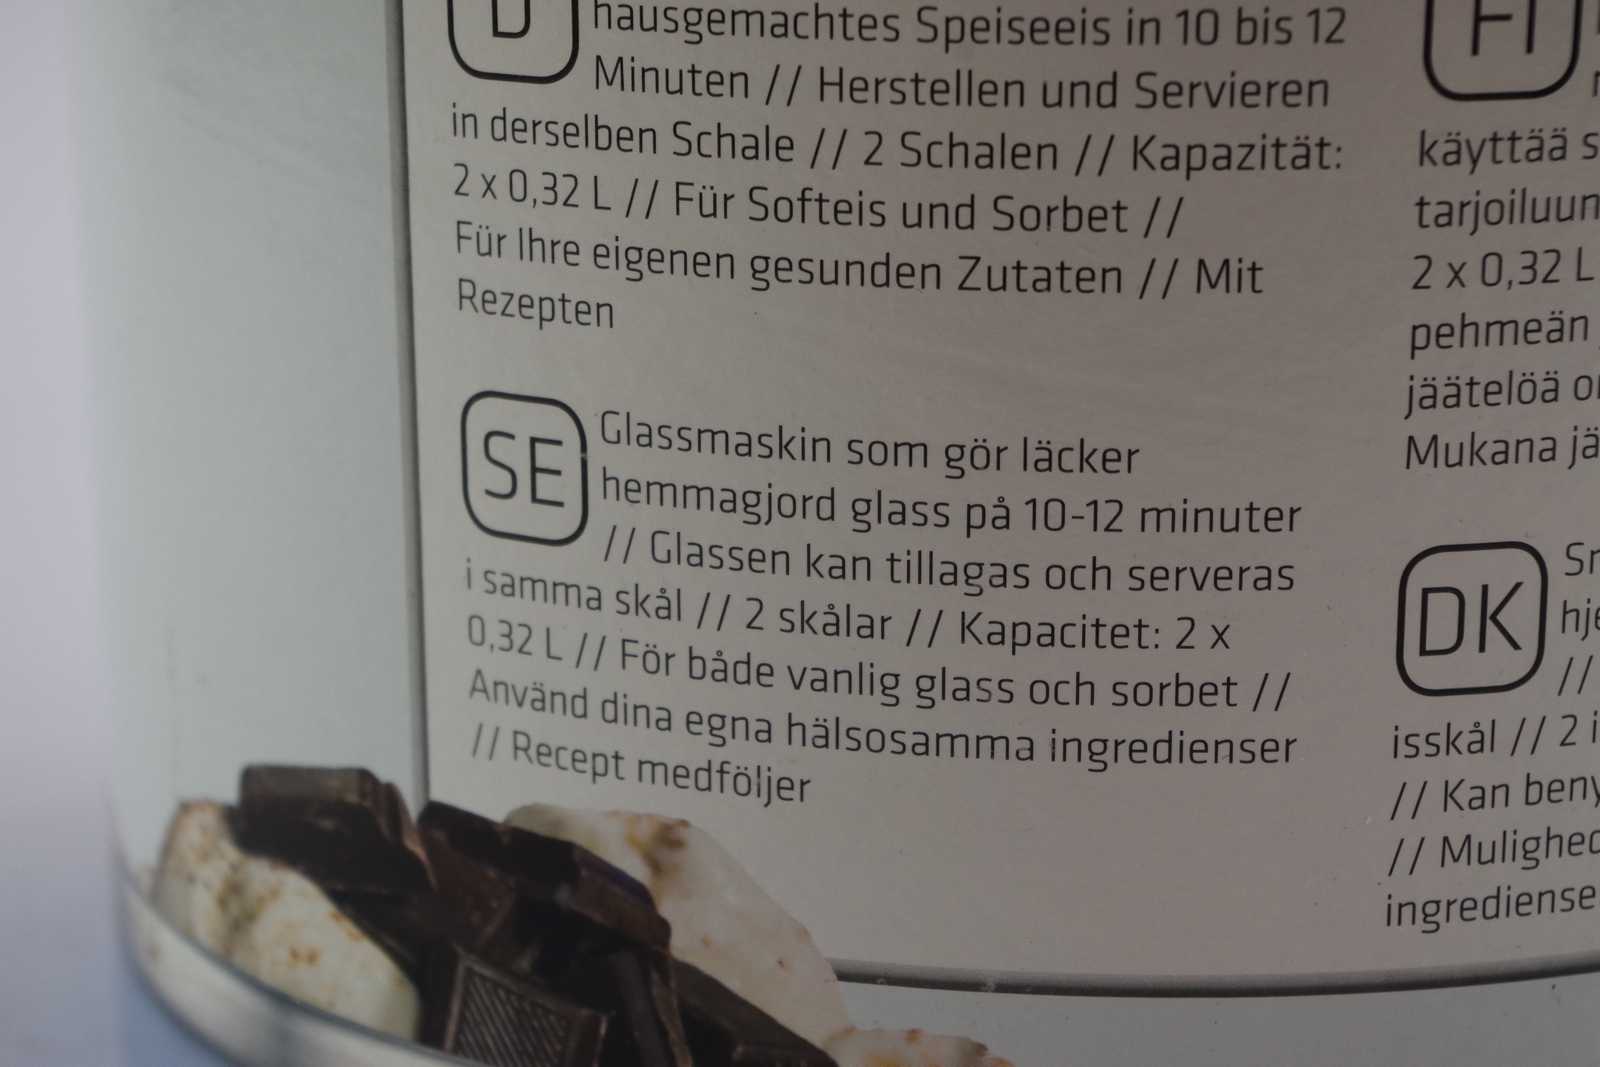 D
hausgemachtes Speiseeis in 10 bis 12
Minuten // Herstellen und Servieren
in derselben Schale // 2 Schalen // Kapazität:
2 x 0,32 L // Für Softeis und Sorbet //
Für Ihre eigenen gesunden Zutaten // Mit
Rezepten
SE
Glassmaskin som gör läcker
hemmagjord glass på 10-12 minuter
// Glassen kan tillagas och serveras
i samma skål // 2 skålar // Kapacitet: 2 x
0,32 L // För både vanlig glass och sorbet //
Använd dina egna hälsosamma ingredienser
// Recept medföljer
FI
käyttää
tarjoiluun
2 x 0,32 L
pehmeän
jäätelöä
Mukana
DK
//
isskål // 2
// Kan
//